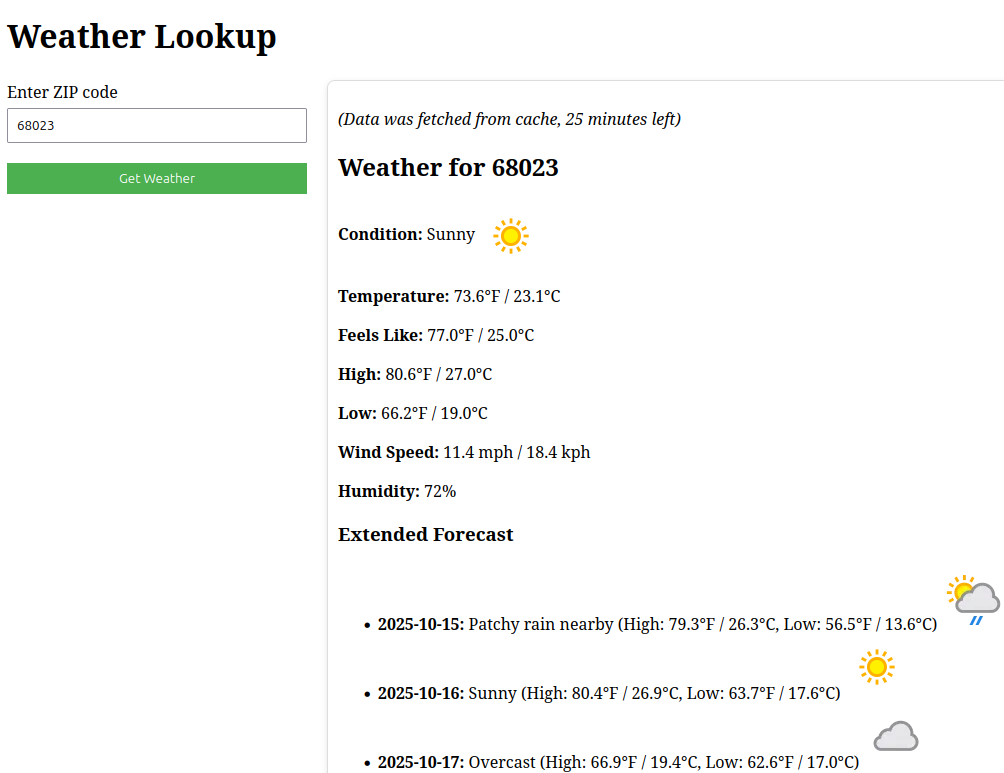 Weather Lookup
Enter ZIP code
68023
Get Weather
(Data was fetched from cache, 25 minutes left)
Weather for 68023
Condition: Sunny
Temperature: 73.6°F / 23.1°C
Feels Like: 77.0°F / 25.0°C
High: 80.6°F / 27.0°C
Low: 66.2°F / 19.0°C
Wind Speed: 11.4 mph / 18.4 kph
Humidity: 72%
Extended Forecast
• 2025-10-15: Patchy rain nearby (High: 79.3°F / 26.3°C, Low: 56.5°F / 13.6°C)
• 2025-10-16: Sunny (High: 80.4°F / 26.9°C, Low: 63.7°F / 17.6°C)
• 2025-10-17: Overcast (High: 66.9°F / 19.4°C, Low: 62.6°F / 17.0°C)